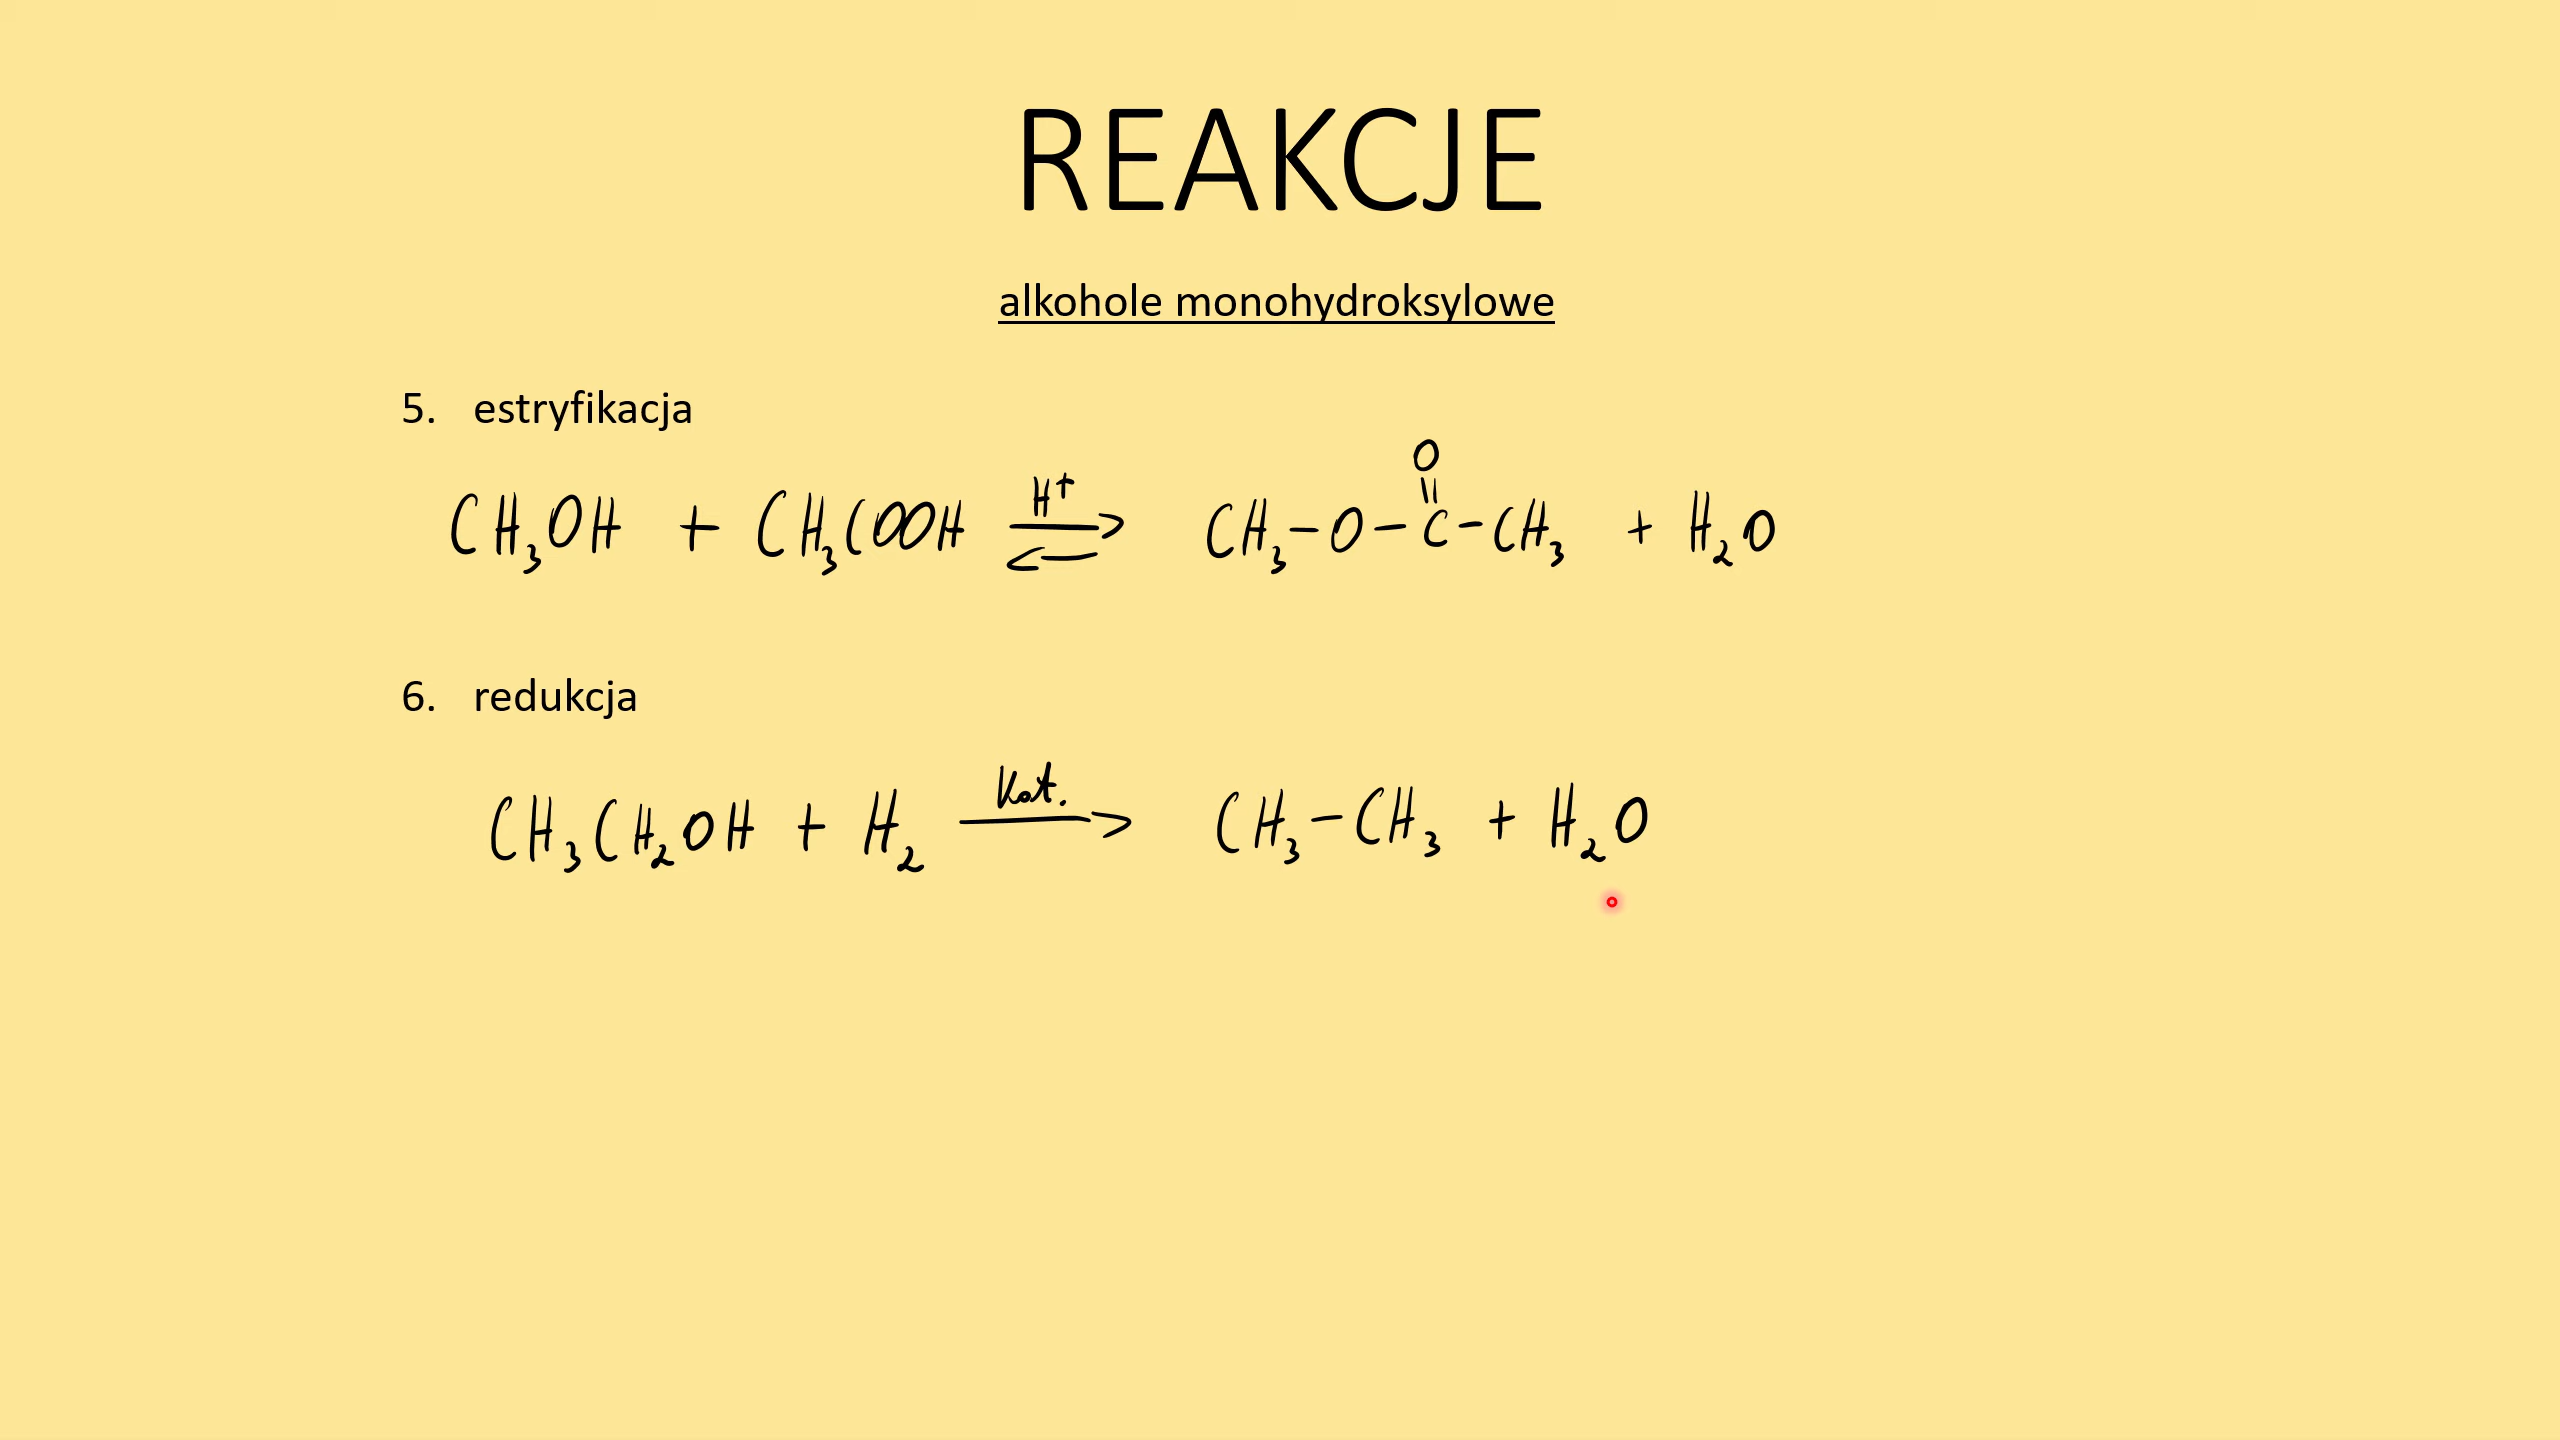 REAKCJE
alkohole monohydroksylowe
5. estryfikacja
O
H⁺
||
CH₃OH + CH₃COOH ⇌ CH₃-O-C-CH₃ + H₂O
6. redukcja
Kat.
CH₃CH₂OH + H₂ → CH₃-CH₃ + H₂O